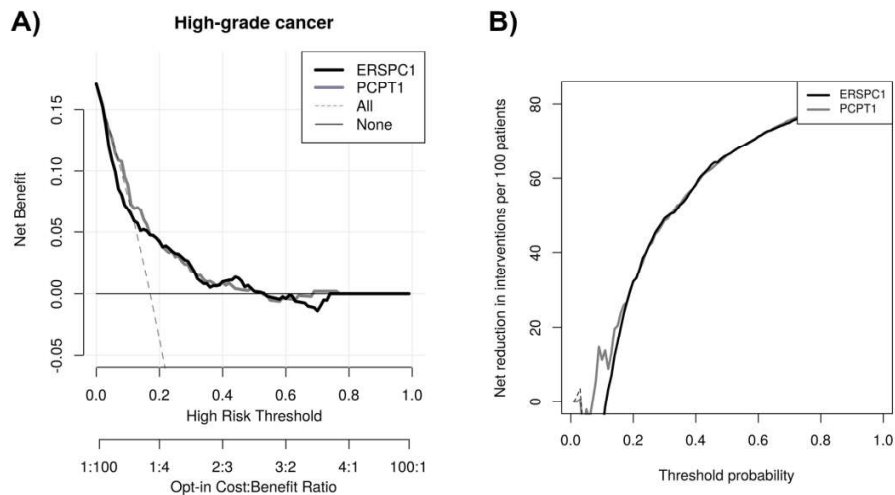 A)
High-grade cancer
ERSPC1
PCPT1
All
None
Net Benefit
0.15
0.10
0.05
0.00
-0.05
0.0 0.2 0.4 0.6 0.8 1.0
High Risk Threshold
1:100 1:4 2:3 3:2 4:1 100:1
Opt-in Cost:Benefit Ratio
B)
ERSPC1
PCPT1
Net reduction in interventions per 100 patients
80
60
40
20
0
0.0 0.2 0.4 0.6 0.8 1.0
Threshold probability